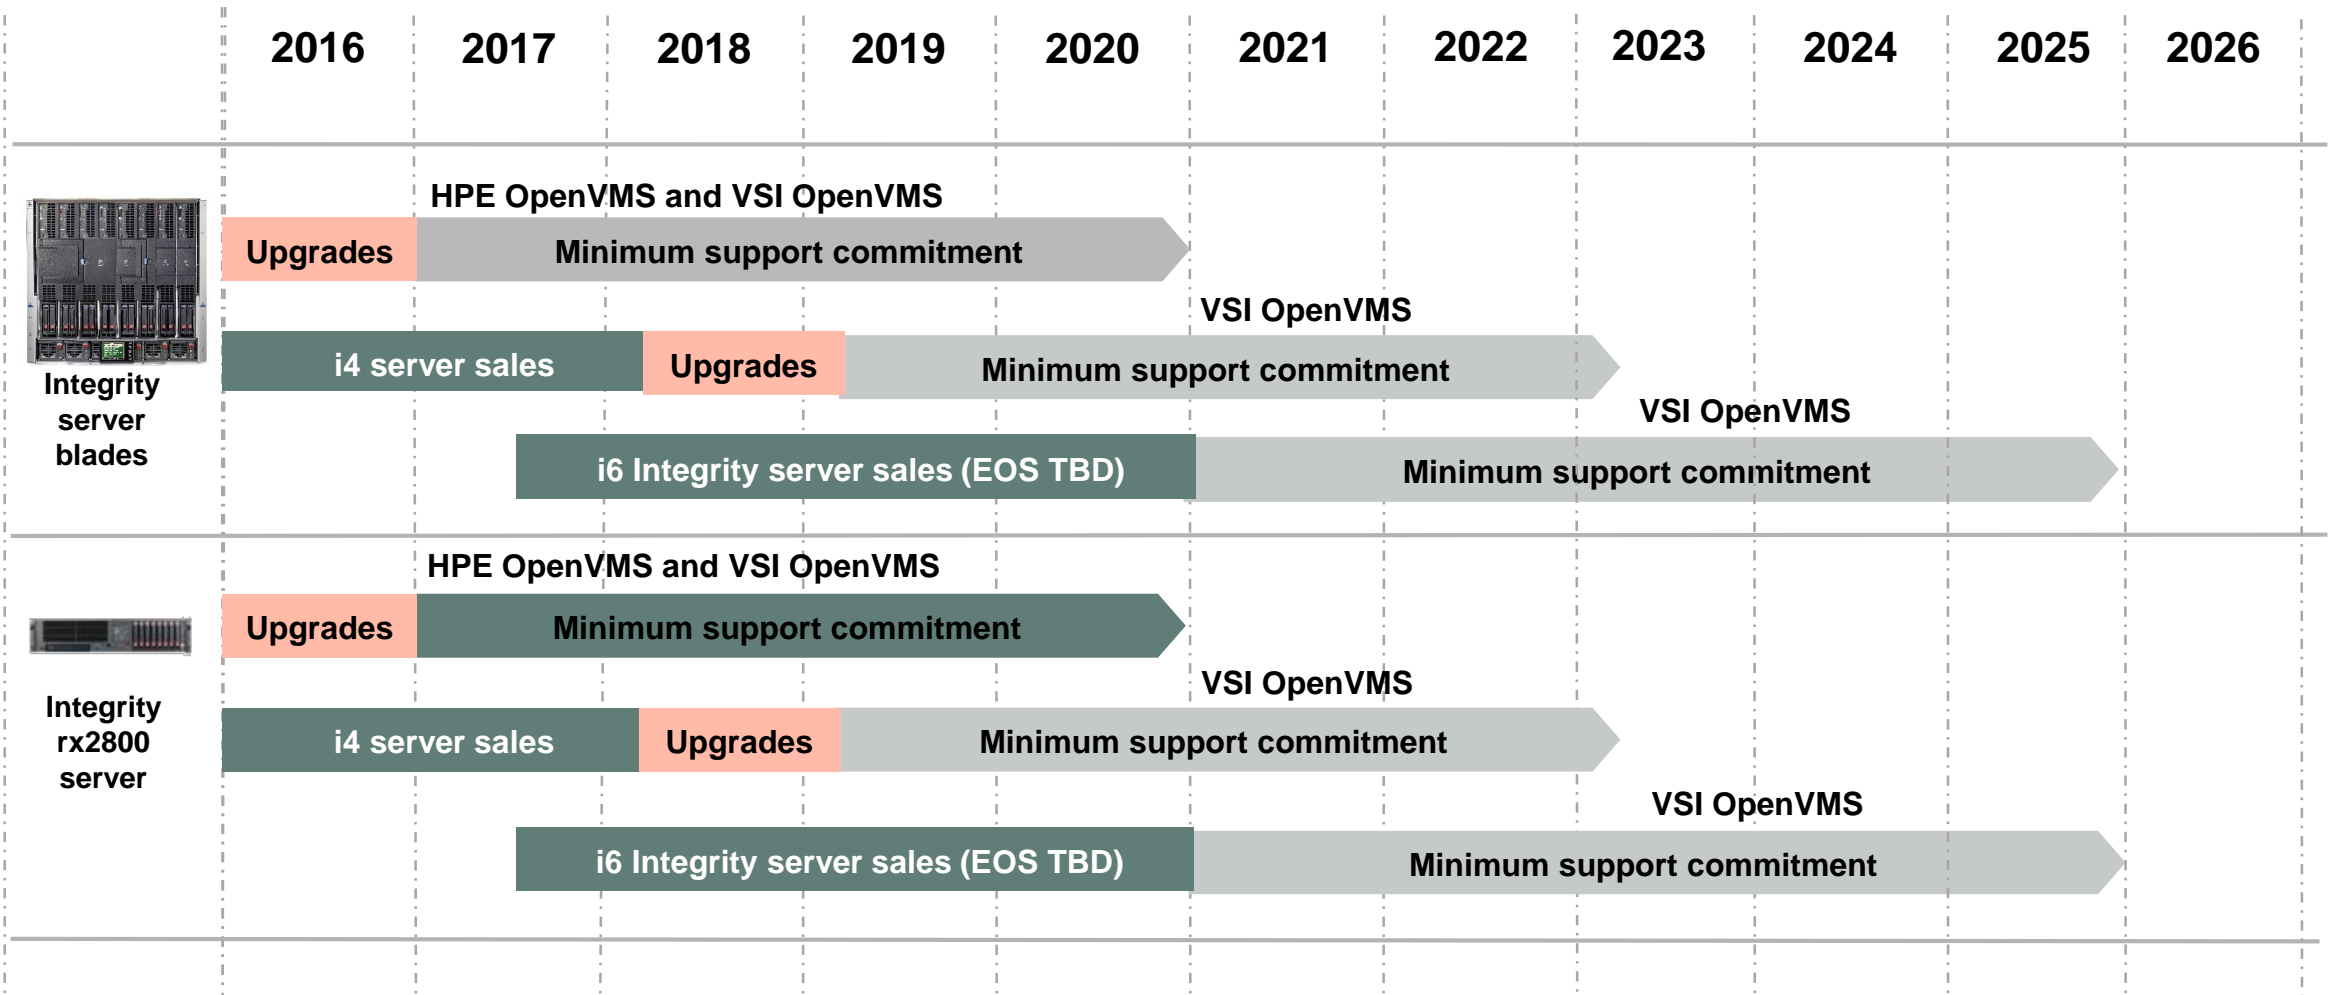 2016 2017 2018 2019 2020 2021 2022 2023 2024 2025 2026
HPE OpenVMS and VSI OpenVMS
Upgrades Minimum support commitment
VSI OpenVMS
i4 server sales Upgrades Minimum support commitment
Integrity
server
blades
VSI OpenVMS
i6 Integrity server sales (EOS TBD) Minimum support commitment
HPE OpenVMS and VSI OpenVMS
Upgrades Minimum support commitment
VSI OpenVMS
Integrity
rx2800
server
i4 server sales Upgrades Minimum support commitment
VSI OpenVMS
i6 Integrity server sales (EOS TBD) Minimum support commitment